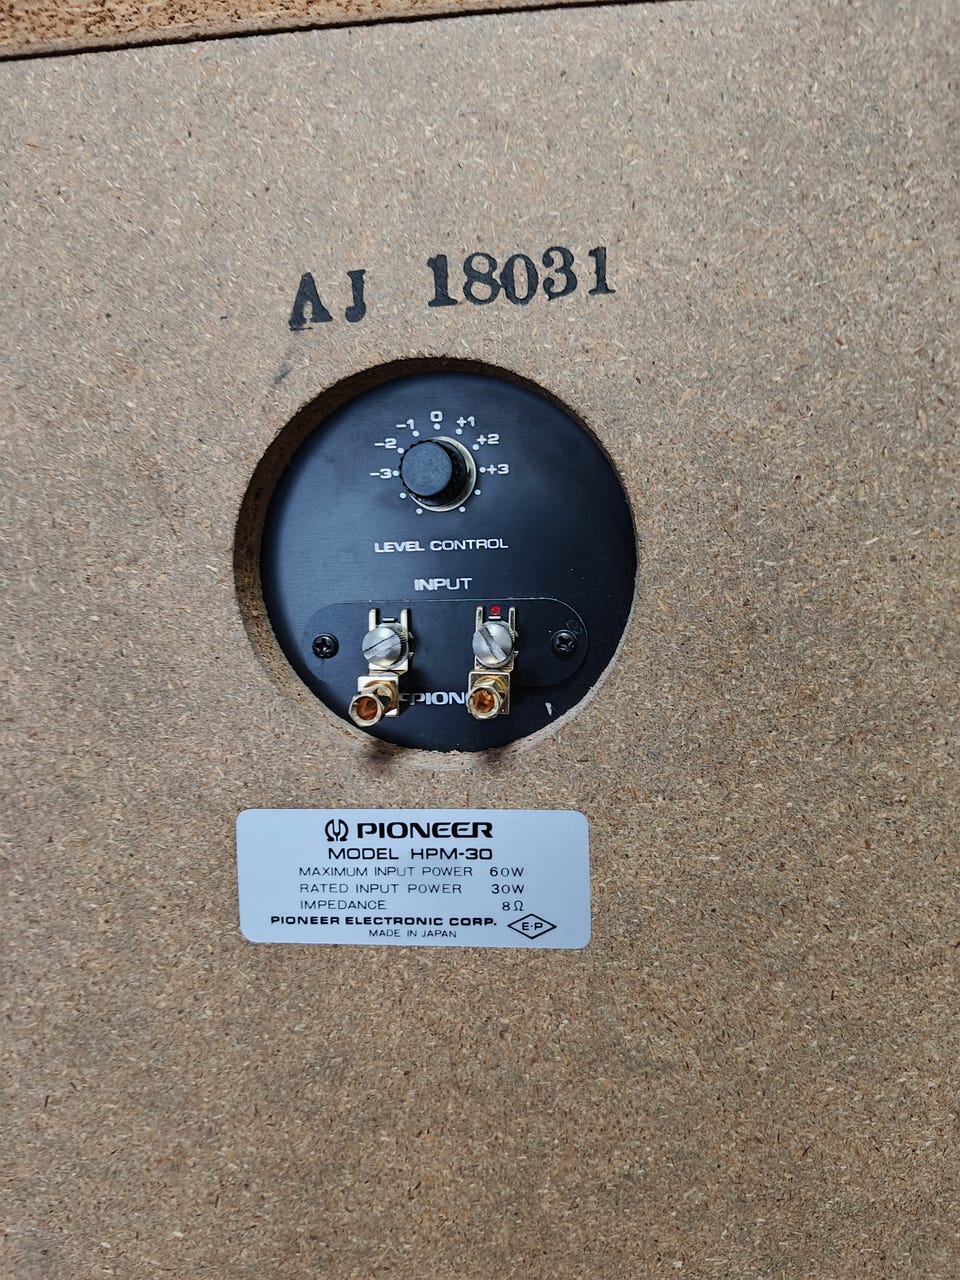 AJ 18031
0
-1 +1
-2 +2
-3 +3
LEVEL CONTROL
INPUT
PION
PIONEER
MODEL HPM-30
MAXIMUM INPUT POWER 60W
RATED INPUT POWER 30W
IMPEDANCE 8Ω
PIONEER ELECTRONIC CORP. E·P
MADE IN JAPAN